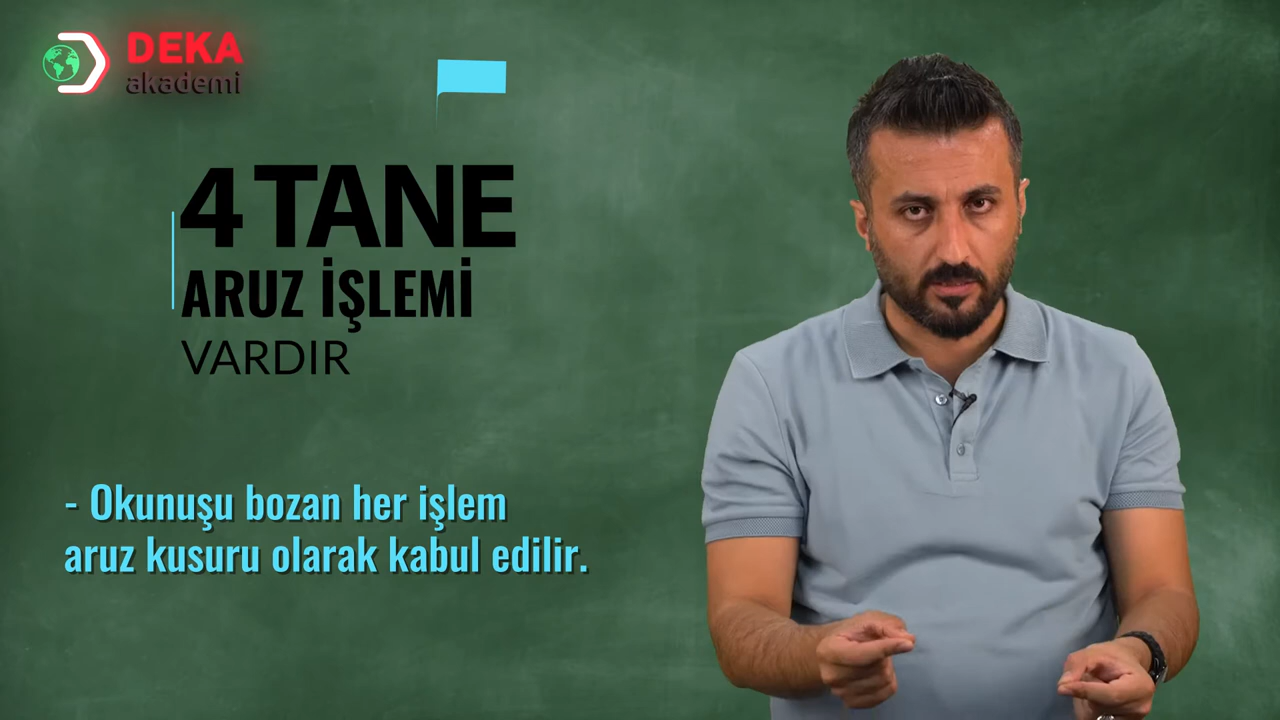 DEKA
akademi
4 TANE
ARUZ İŞLEMİ
VARDIR
- Okunuşu bozan her işlem
aruz kusuru olarak kabul edilir.